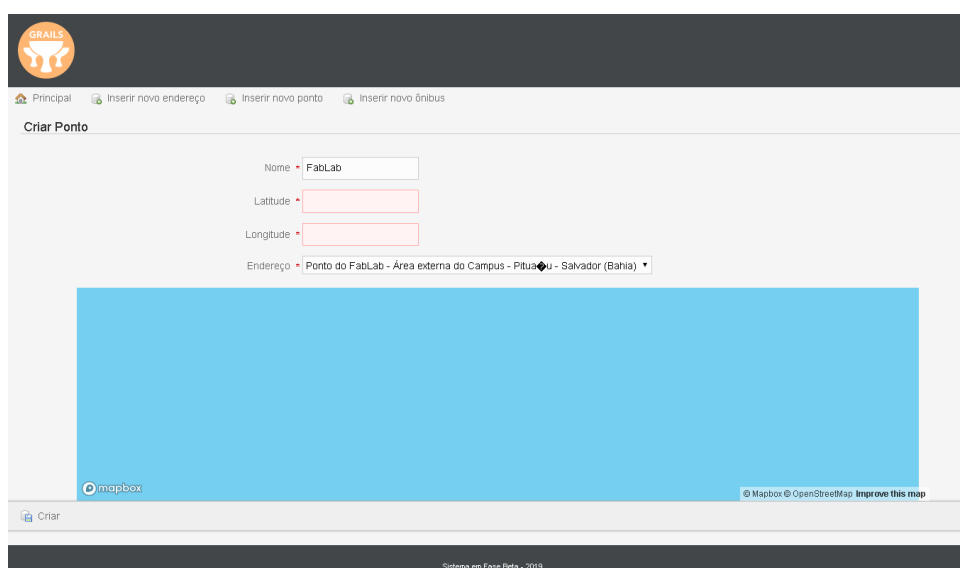 GRAILS
Principal Inserir novo endereço Inserir novo ponto Inserir novo ônibus
Criar Ponto
Nome * FabLab
Latitude *
Longitude *
Endereço * Ponto do FabLab - Área externa do Campus - Pitua�u - Salvador (Bahia)
mapbox
© Mapbox © OpenStreetMap Improve this map
Criar
Sistema em Fase Beta - 2019